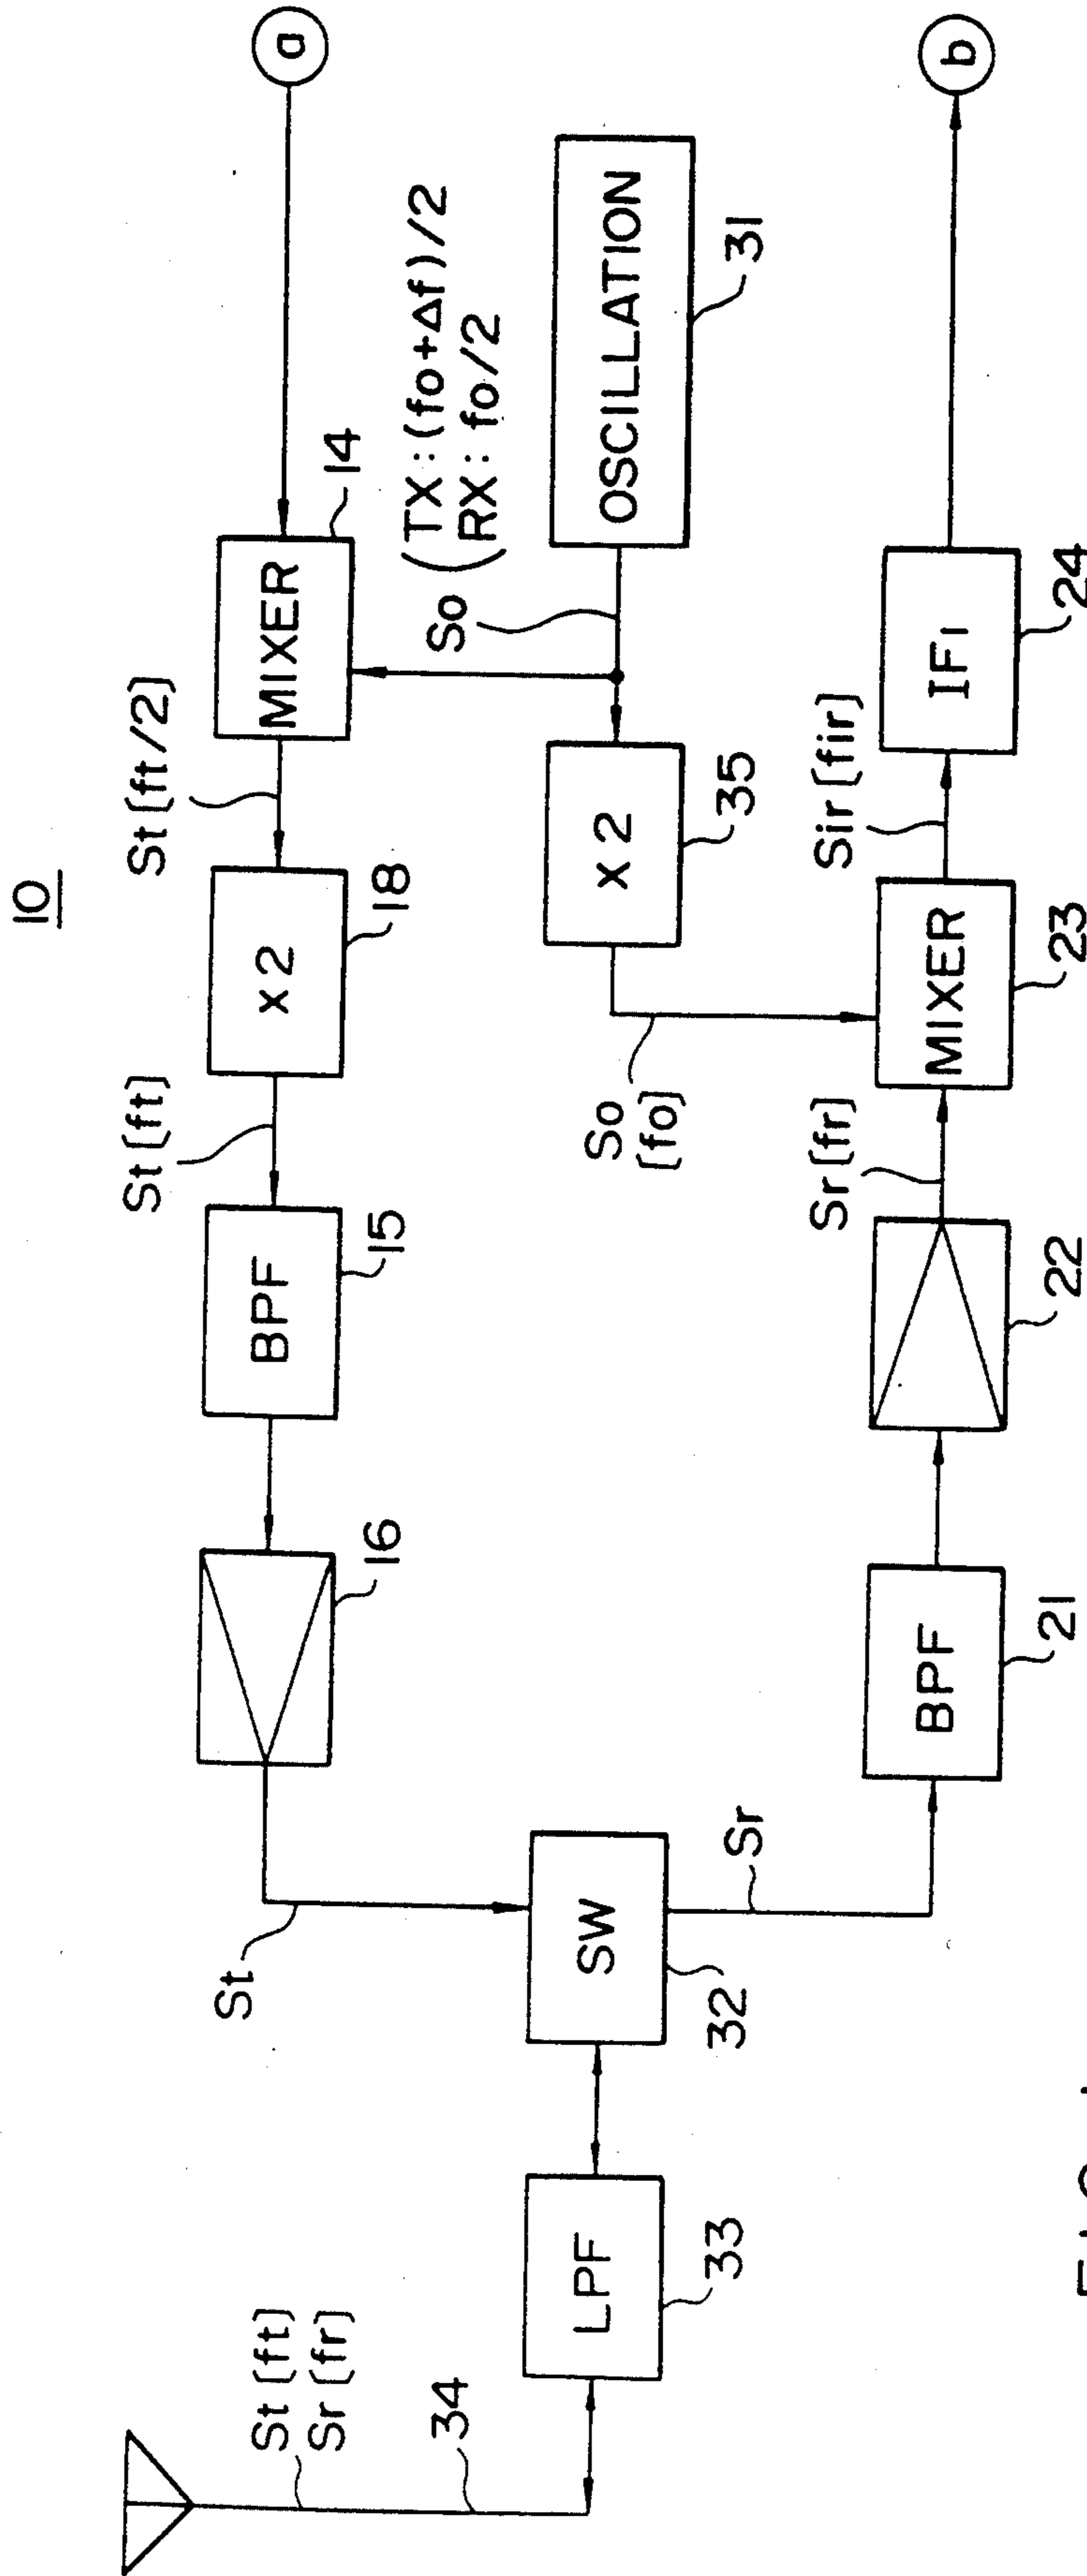 10
a
St [ft/2]
MIXER
14
St [ft]
X 2
18
BPF
15
16
St
(TX : (fo+Δf)/2
RX : fo/2
So
OSCILLATION
31
X 2
35
So
[fo]
St [ft]
Sr [fr]
34
LPF
33
SW
32
Sr
BPF
21
22
Sr [fr]
MIXER
23
Sir [fir]
IF1
24
b